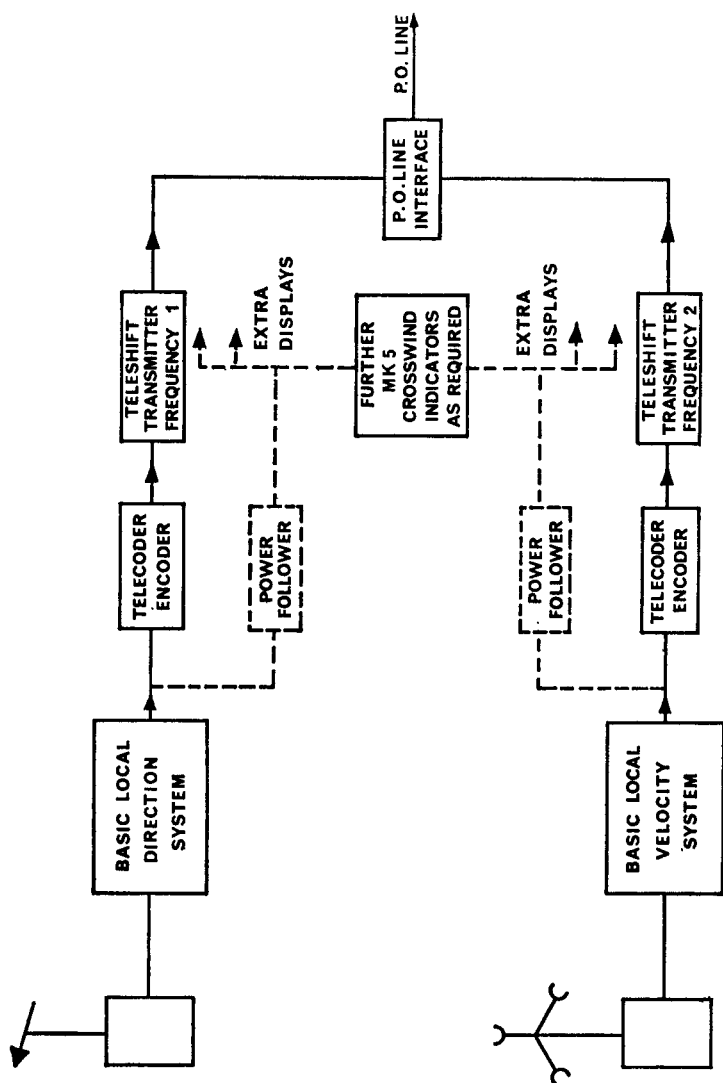 BASIC LOCAL
DIRECTION
SYSTEM
TELECODER
ENCODER
TELESHIFT
TRANSMITTER
FREQUENCY 1
POWER
FOLLOWER
EXTRA
DISPLAYS
FURTHER
MK 5
CROSSWIND
INDICATORS
AS REQUIRED
P.O. LINE
INTERFACE
P.O. LINE
EXTRA
DISPLAYS
POWER
FOLLOWER
BASIC LOCAL
VELOCITY
SYSTEM
TELECODER
ENCODER
TELESHIFT
TRANSMITTER
FREQUENCY 2